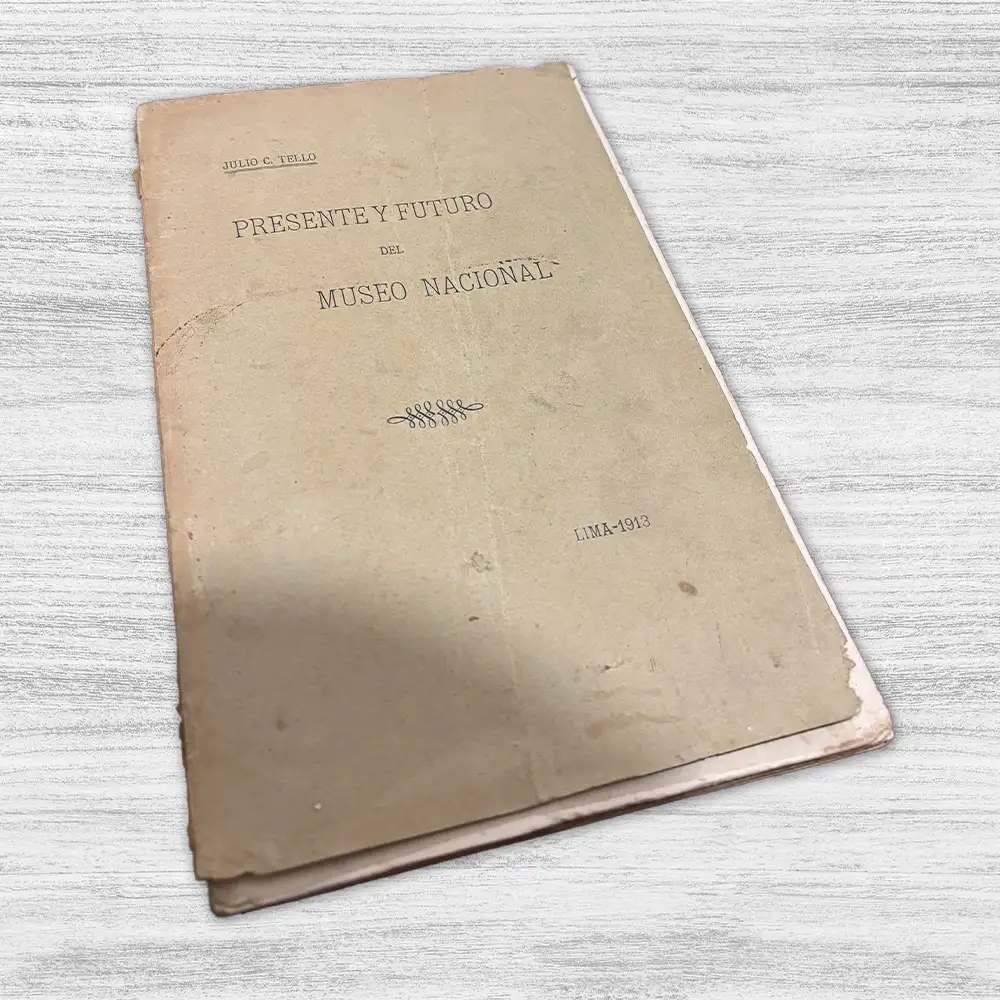 JULIO C. TELLO
PRESENTE Y FUTURO
DEL
MUSEO NACIONAL
LIMA-1913